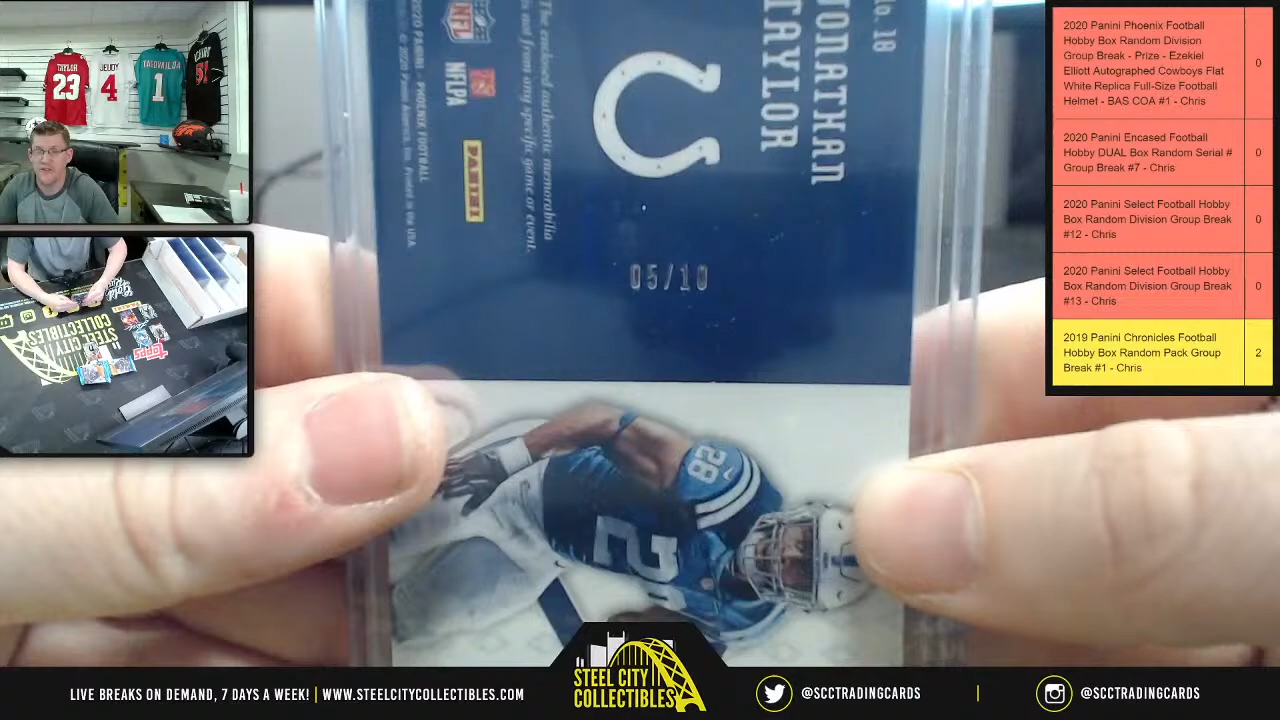 TAYLOR
23
JEUDY
4
TAGOVAILOA
1
STEEL CITY
COLLECTIBLES
topps
No. 18
JONATHAN
TAYLOR
05/10
The enclosed authentic memorabilia
is not from any specific game or event.
NFL
NFLPA
PANINI
2020 PANINI - PHOENIX FOOTBALL
© 2020 Panini America, Inc. Printed in the USA.
28
2020 Panini Phoenix Football
Hobby Box Random Division
Group Break - Prize - Ezekiel
Elliott Autographed Cowboys Flat
White Replica Full-Size Football
Helmet - BAS COA #1 - Chris
0
2020 Panini Encased Football
Hobby DUAL Box Random Serial #
Group Break #7 - Chris
0
2020 Panini Select Football Hobby
Box Random Division Group Break
#12 - Chris
0
2020 Panini Select Football Hobby
Box Random Division Group Break
#13 - Chris
0
2019 Panini Chronicles Football
Hobby Box Random Pack Group
Break #1 - Chris
2
LIVE BREAKS ON DEMAND, 7 DAYS A WEEK! | WWW.STEELCITYCOLLECTIBLES.COM
STEEL CITY
COLLECTIBLES
@SCCTRADINGCARDS
@SCCTRADINGCARDS